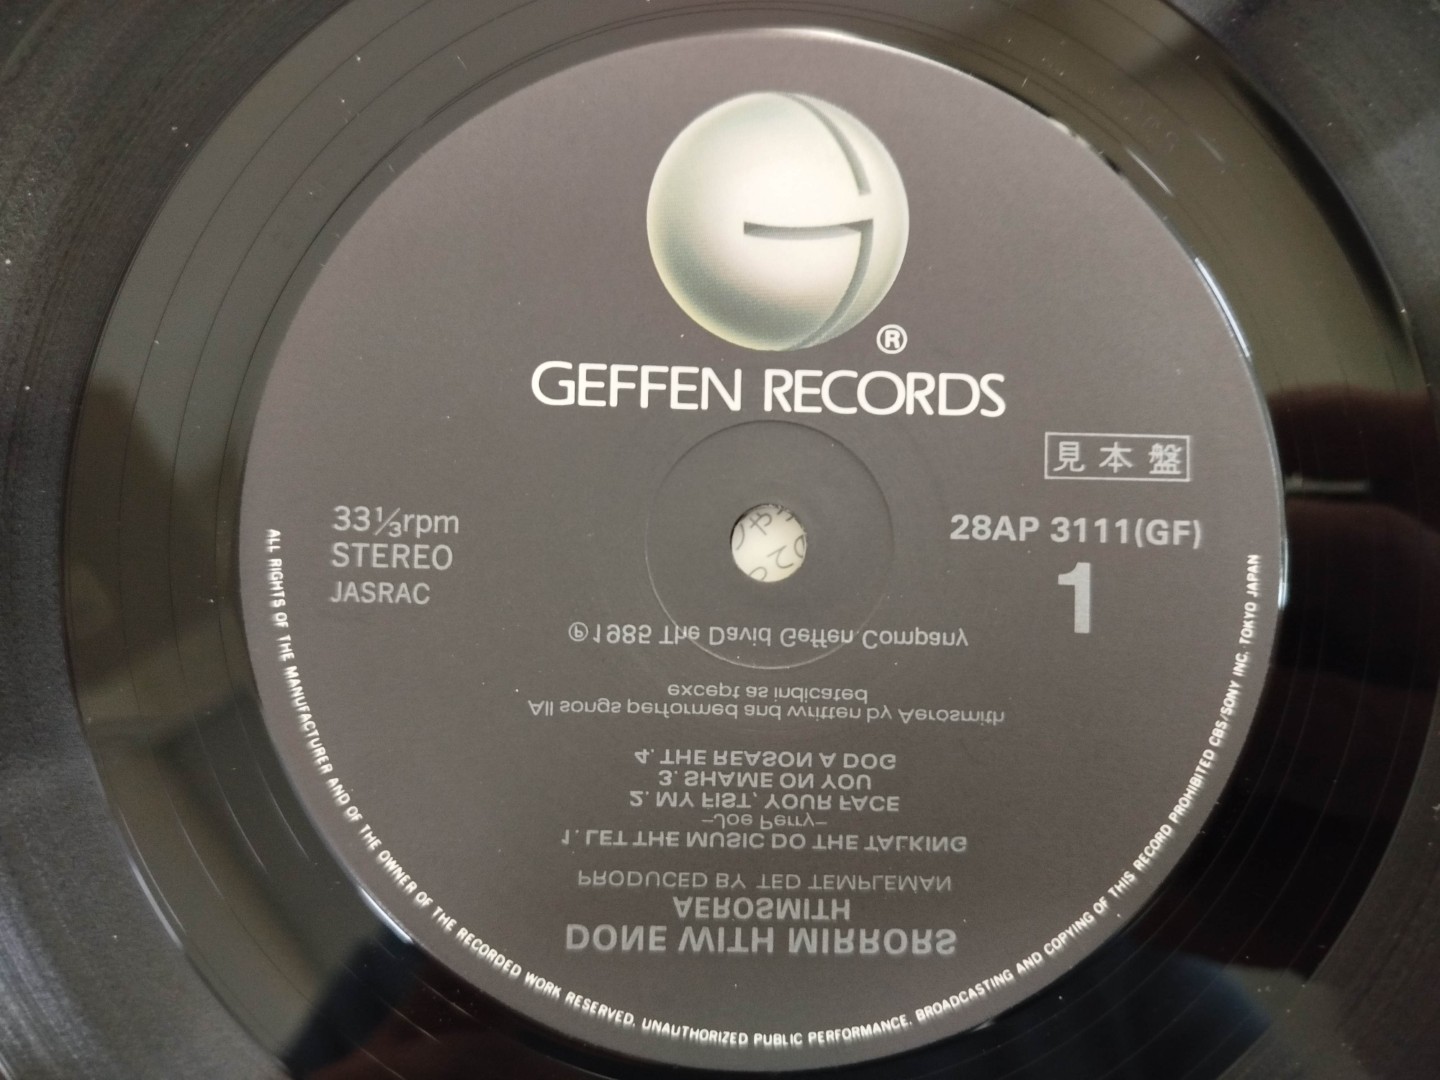 ®
GEFFEN RECORDS
見本盤
33⅓rpm
STEREO
JASRAC
28AP 3111(GF)
1
℗1985 The David Geffen Company
except as indicated
All songs performed and written by Aerosmith
4. THE REASON A DOG
3. SHAME ON YOU
2. MY FIST, YOUR FACE
–Joe Perry–
1. LET THE MUSIC DO THE TALKING
PRODUCED BY TED TEMPLEMAN
AEROSMITH
DONE WITH MIRRORS
ALL RIGHTS OF THE MANUFACTURER AND OF THE OWNER OF THE RECORDED WORK RESERVED. UNAUTHORIZED PUBLIC PERFORMANCE, BROADCASTING AND COPYING OF THIS RECORD PROHIBITED CBS/SONY INC. TOKYO JAPAN